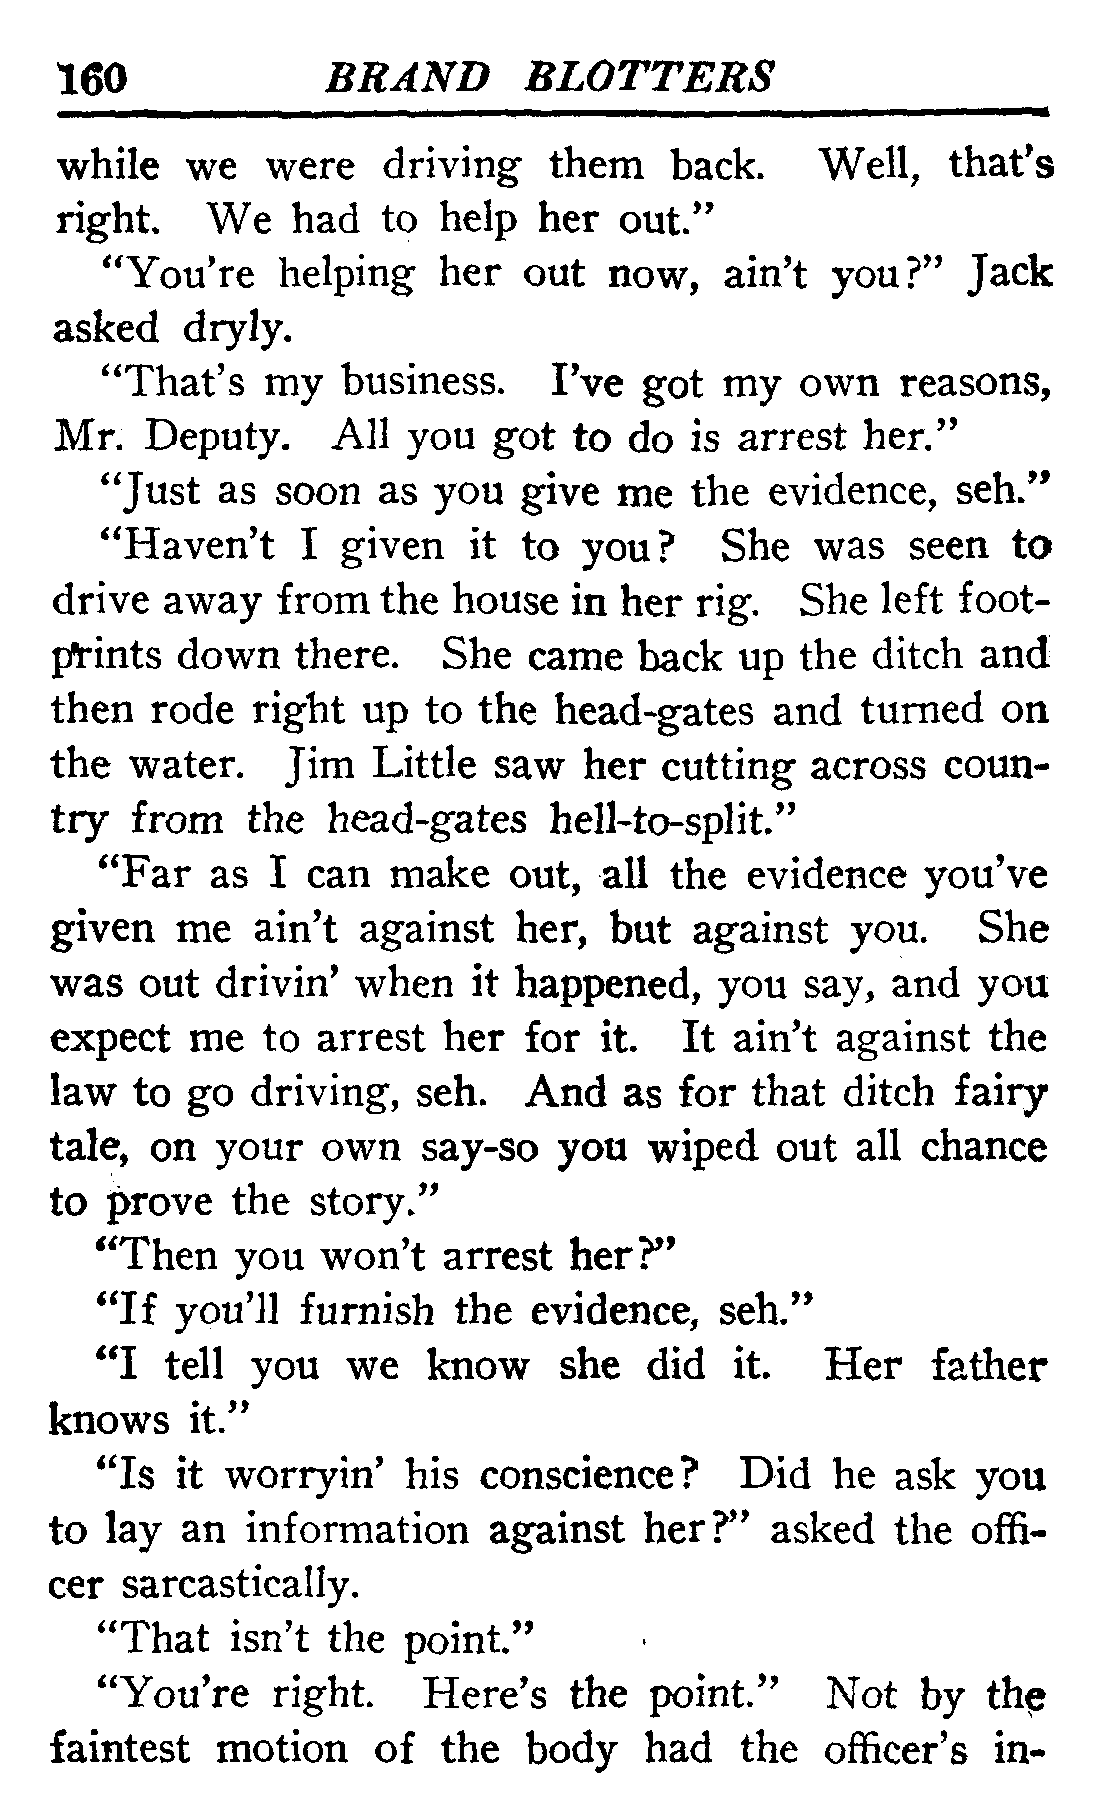 160 BRAND BLOTTERS
while we were driving them back. Well, that's
right. We had to help her out."
"You're helping her out now, ain't you?" Jack
asked dryly.
"That's my business. I've got my own reasons,
Mr. Deputy. All you got to do is arrest her."
"Just as soon as you give me the evidence, seh."
"Haven't I given it to you? She was seen to
drive away from the house in her rig. She left foot-
prints down there. She came back up the ditch and
then rode right up to the head-gates and turned on
the water. Jim Little saw her cutting across coun-
try from the head-gates hell-to-split."
"Far as I can make out, all the evidence you've
given me ain't against her, but against you. She
was out drivin' when it happened, you say, and you
expect me to arrest her for it. It ain't against the
law to go driving, seh. And as for that ditch fairy
tale, on your own say-so you wiped out all chance
to prove the story."
"Then you won't arrest her?"
"If you'll furnish the evidence, seh."
"I tell you we know she did it. Her father
knows it."
"Is it worryin' his conscience? Did he ask you
to lay an information against her?" asked the offi-
cer sarcastically.
"That isn't the point."
"You're right. Here's the point." Not by the
faintest motion of the body had the officer's in-